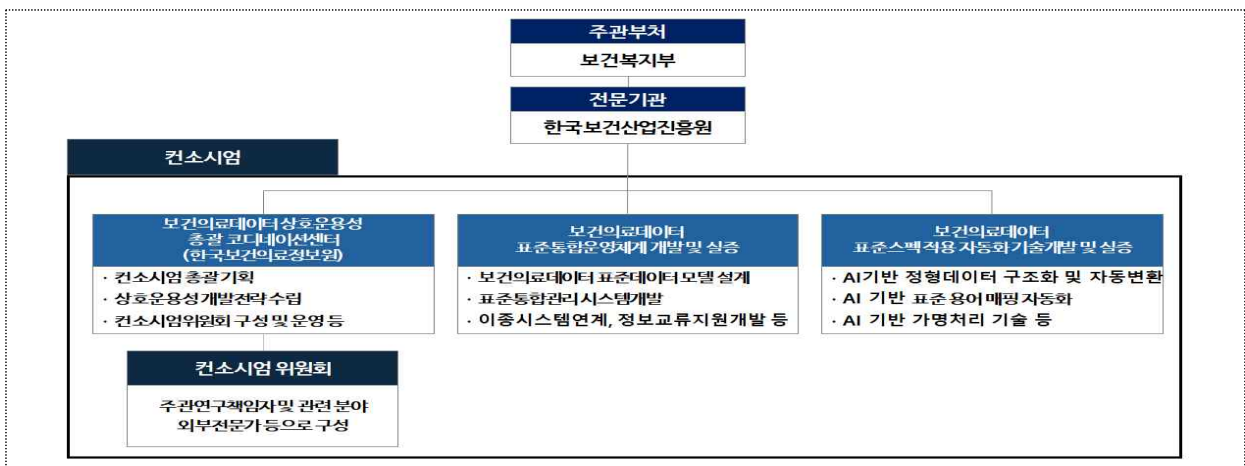 주관부처
보건복지부
전문기관
한국보건산업진흥원
컨소시엄
보건의료데이터 상호운용성
총괄 코디네이션센터
(한국보건의료정보원)
· 컨소시엄 총괄기획
· 상호운용성 개발전략 수립
· 컨소시엄위원회 구성 및 운영 등
컨소시엄 위원회
주관연구책임자 및 관련 분야
외부전문가 등으로 구성
보건의료데이터
표준통합운영체계 개발 및 실증
· 보건의료데이터 표준데이터 모델 설계
· 표준통합관리 시스템개발
· 이종시스템연계, 정보교류지원개발 등
보건의료데이터
표준스펙 적용 자동화 기술개발 및 실증
· AI기반 정형데이터 구조화 및 자동변환
· AI 기반 표준 용어 매핑 자동화
· AI 기반 가명처리 기술 등